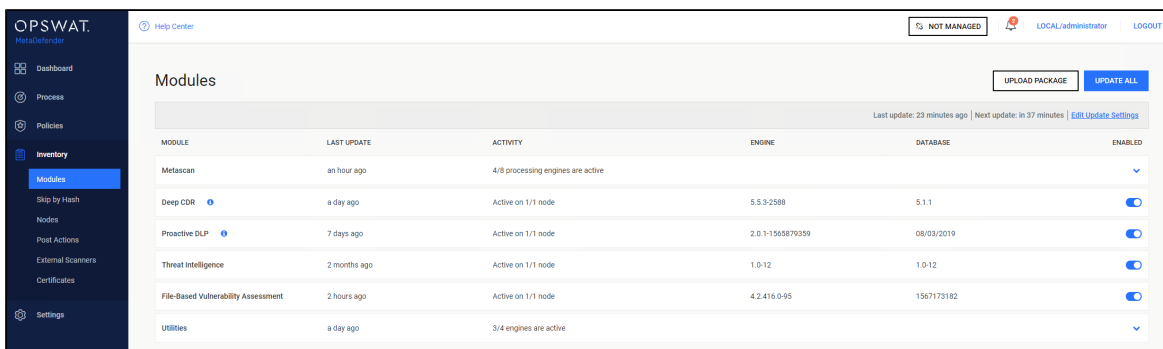 OPSWAT.
MetaDefender
Help Center
NOT MANAGED
2
LOCAL/administrator
LOGOUT
Dashboard
Process
Policies
Inventory
Modules
Skip by Hash
Nodes
Post Actions
External Scanners
Certificates
Settings
Modules
UPLOAD PACKAGE
UPDATE ALL
Last update: 23 minutes ago | Next update: in 37 minutes | Edit Update Settings
MODULE LAST UPDATE ACTIVITY ENGINE DATABASE ENABLED
Metascan an hour ago 4/8 processing engines are active
Deep CDR a day ago Active on 1/1 node 5.5.3-2588 5.1.1
Proactive DLP 7 days ago Active on 1/1 node 2.0.1-1565879359 08/03/2019
Threat Intelligence 2 months ago Active on 1/1 node 1.0-12 1.0-12
File-Based Vulnerability Assessment 2 hours ago Active on 1/1 node 4.2.416.0-95 1567173182
Utilities a day ago 3/4 engines are active